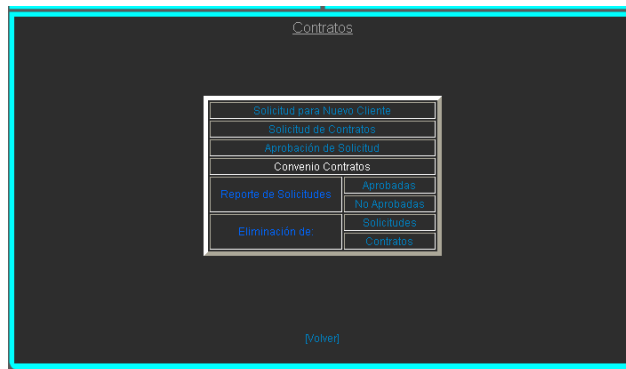 Contratos
Solicitud para Nuevo Cliente
Solicitud de Contratos
Aprobación de Solicitud
Convenio Contratos
Reporte de Solicitudes
Aprobadas
No Aprobadas
Eliminación de:
Solicitudes
Contratos
[Volver]